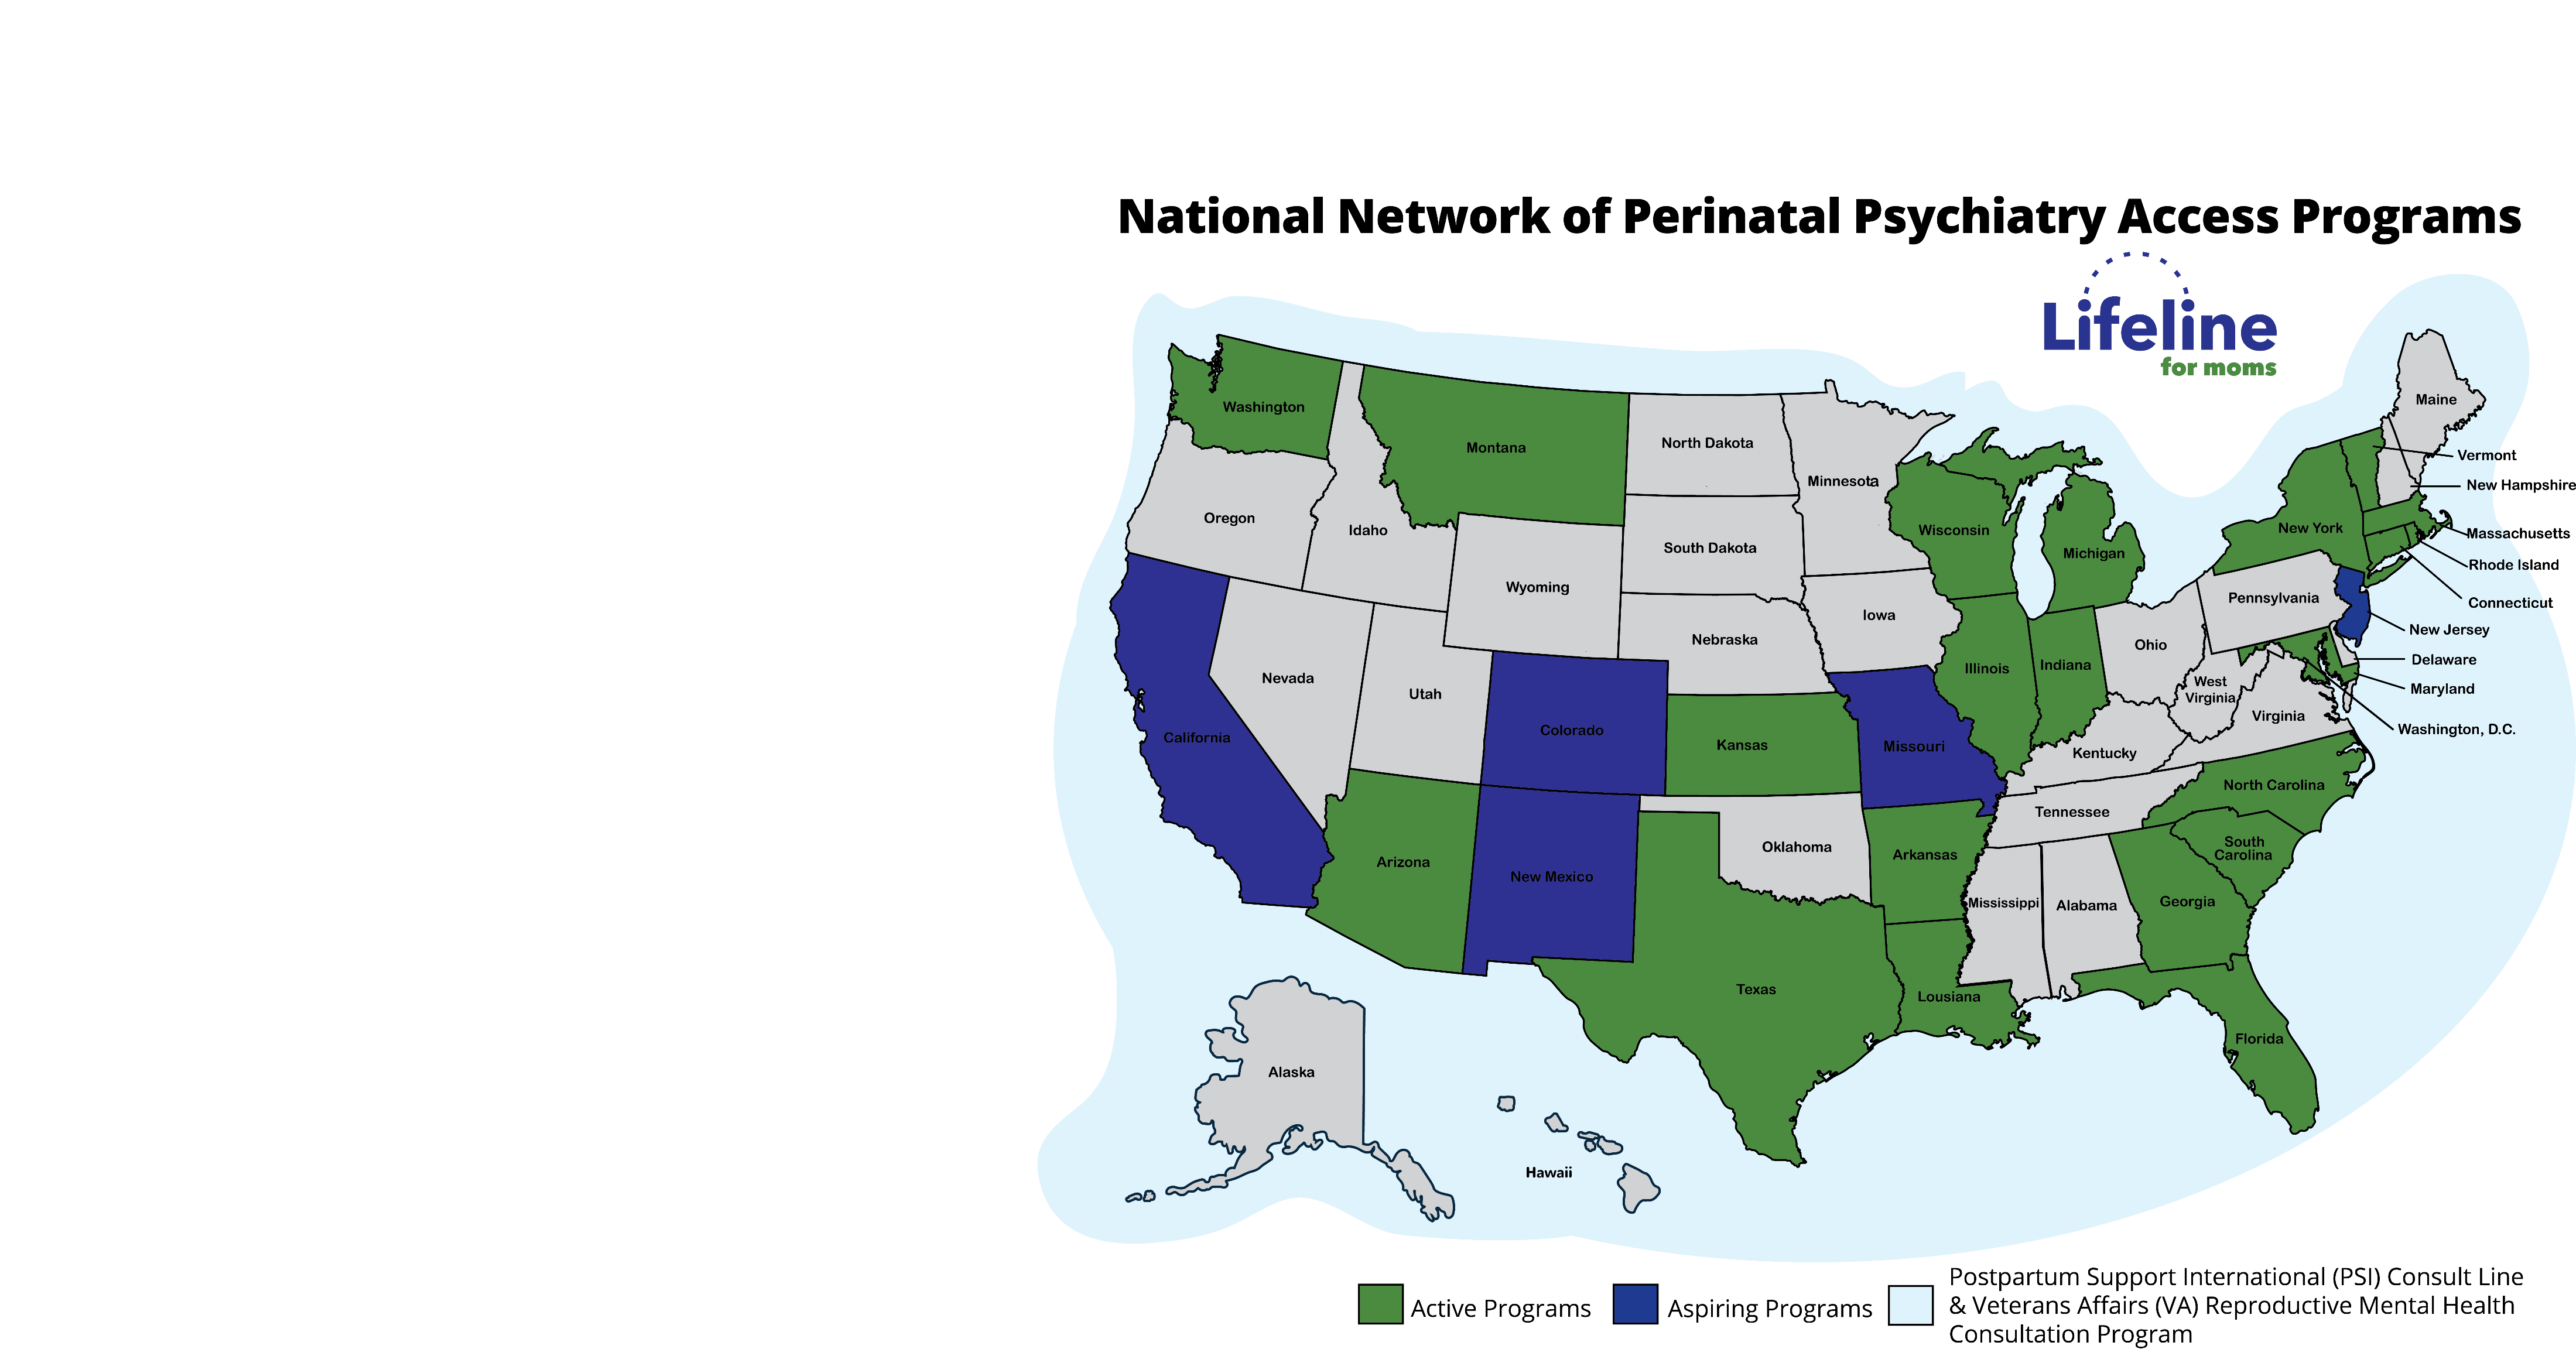 National Network of Perinatal Psychiatry Access Programs
Lifeline
for moms
Washington
Montana
North Dakota
Minnesota
Maine
Vermont
New Hampshire
Oregon
Idaho
South Dakota
Wisconsin
Michigan
New York
Massachusetts
Rhode Island
Wyoming
Nebraska
Iowa
Pennsylvania
Connecticut
New Jersey
Nevada
Utah
Illinois
Indiana
Ohio
Delaware
West
Virginia
Maryland
Virginia
Washington, D.C.
California
Colorado
Kansas
Missouri
Kentucky
North Carolina
Arizona
New Mexico
Oklahoma
Arkansas
Tennessee
South
Carolina
Mississippi
Alabama
Georgia
Texas
Lousiana
Florida
Alaska
Hawaii
Active Programs
Aspiring Programs
Postpartum Support International (PSI) Consult Line
& Veterans Affairs (VA) Reproductive Mental Health
Consultation Program